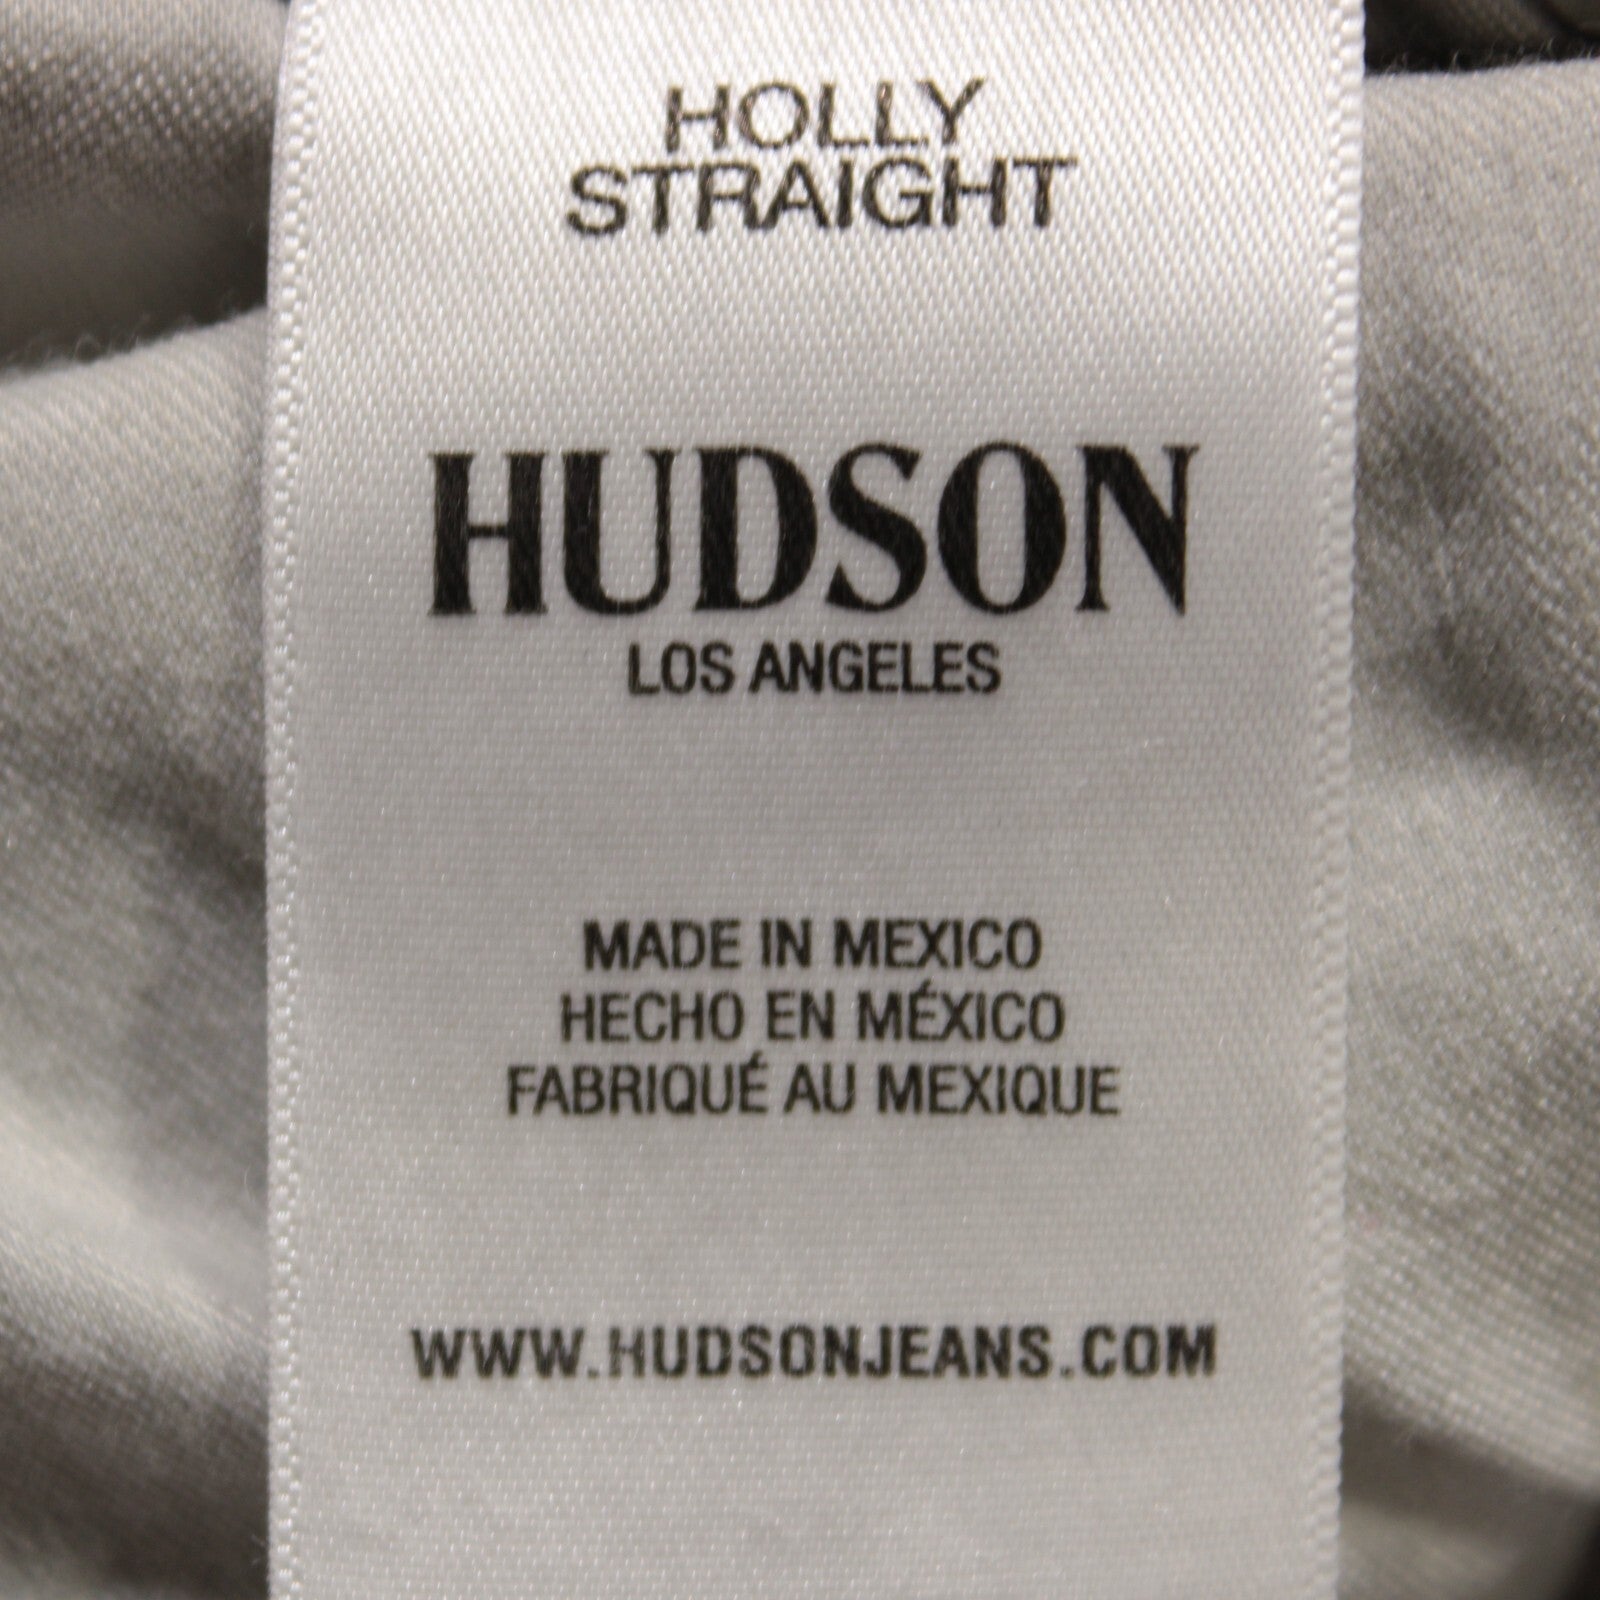 HOLLY
STRAIGHT
HUDSON
LOS ANGELES
MADE IN MEXICO
HECHO EN MÉXICO
FABRIQUÉ AU MEXIQUE
WWW.HUDSONJEANS.COM